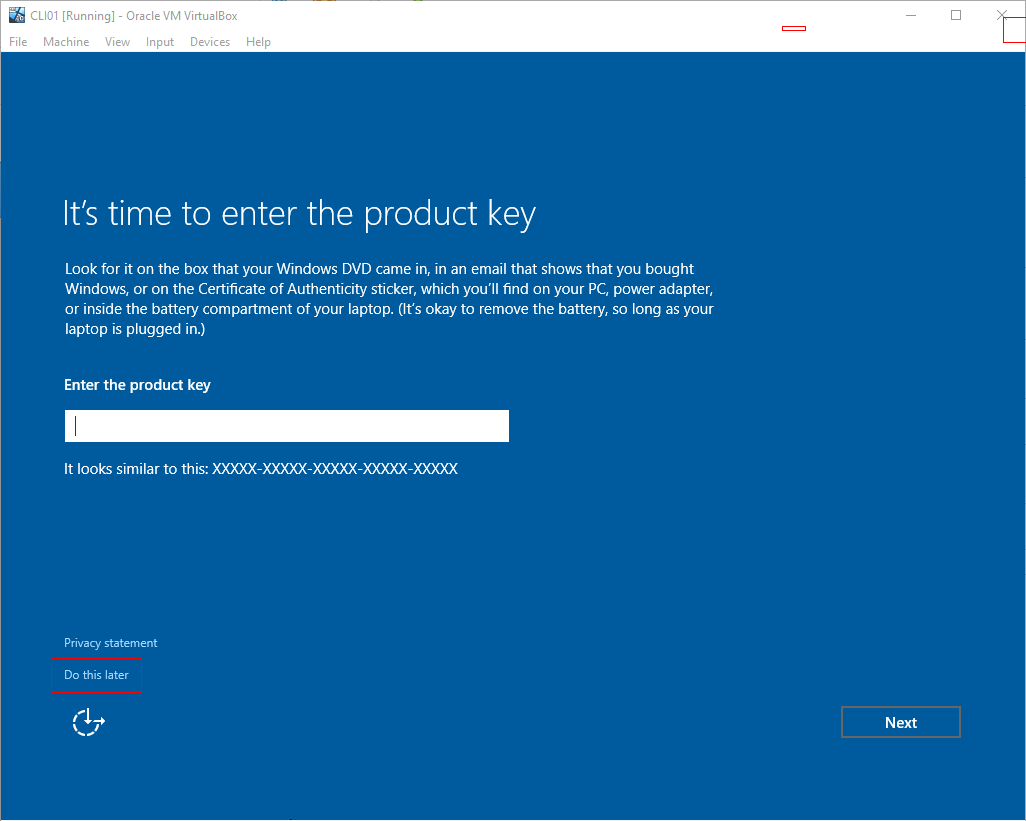 CLI01 [Running] - Oracle VM VirtualBox
File Machine View Input Devices Help
It's time to enter the product key
Look for it on the box that your Windows DVD came in, in an email that shows that you bought
Windows, or on the Certificate of Authenticity sticker, which you'll find on your PC, power adapter,
or inside the battery compartment of your laptop. (It's okay to remove the battery, so long as your
laptop is plugged in.)
Enter the product key
It looks similar to this: XXXXX-XXXXX-XXXXX-XXXXX-XXXXX
Privacy statement
Do this later
Next